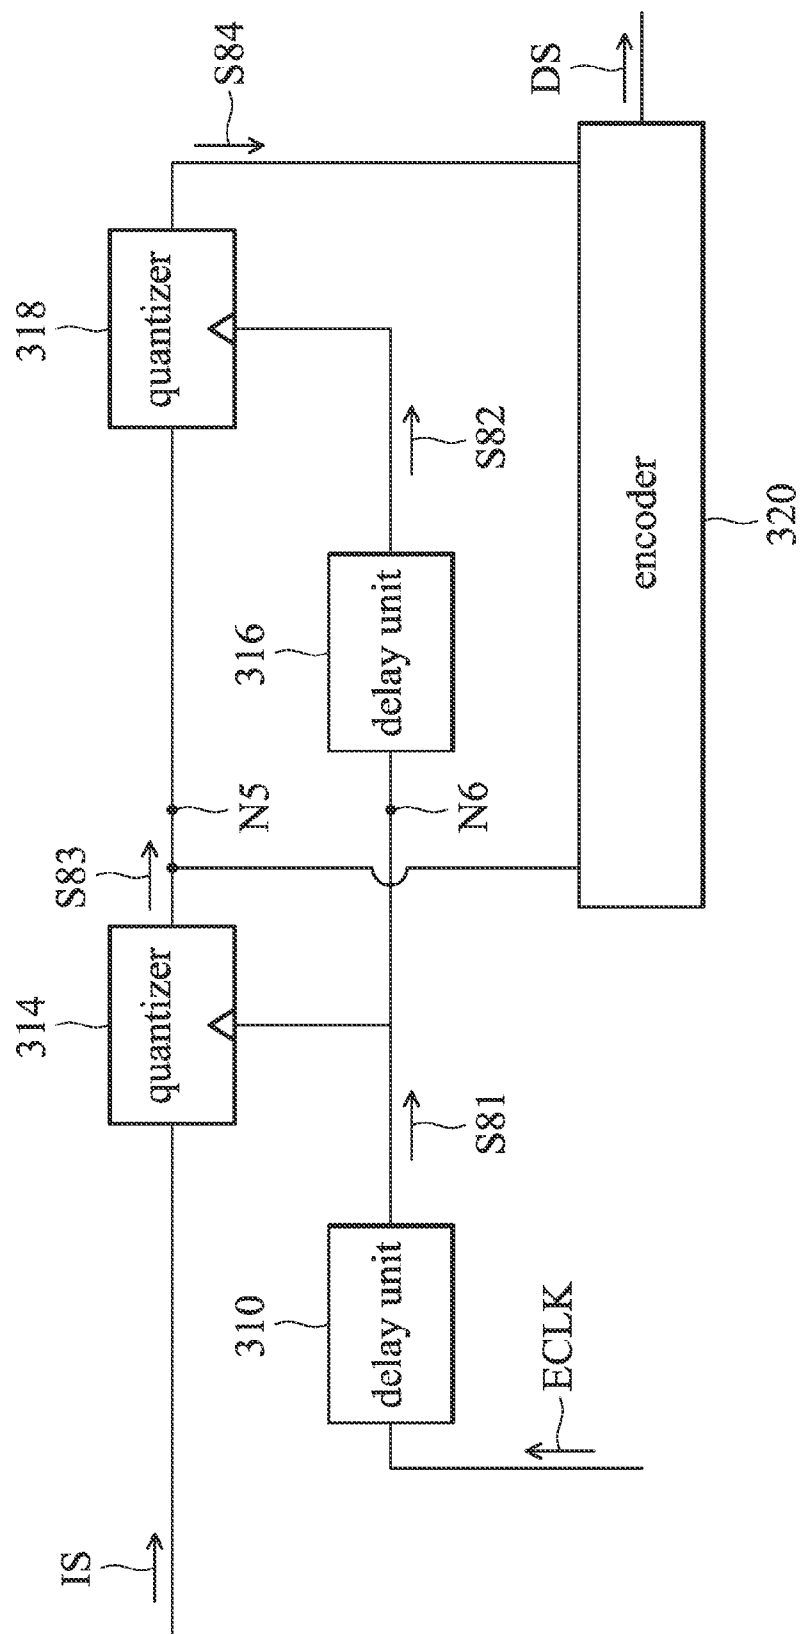 318
314
S84
quantizer
S83
quantizer
IS
N5
316
delay unit
S82
N6
310
delay unit
S81
ECLK
DS
encoder
320